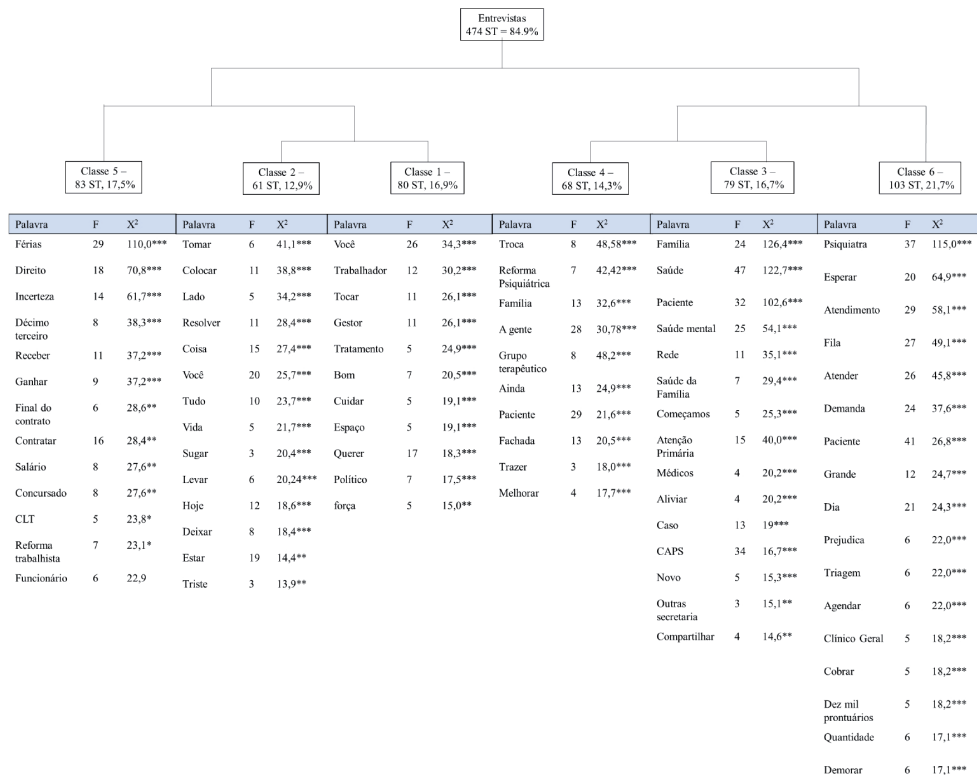 Entrevistas
474 ST = 84.9%
Classe 5 –
83 ST, 17,5%
Classe 2 –
61 ST, 12,9%
Classe 1 –
80 ST, 16,9%
Classe 4 –
68 ST, 14,3%
Classe 3 –
79 ST, 16,7%
Classe 6 –
103 ST, 21,7%
Palavra F X²
Férias 29 110,0***
Direito 18 70,8***
Incerteza 14 61,7***
Décimo
terceiro 8 38,3***
Receber 11 37,2***
Ganhar 9 37,2***
Final do
contrato 6 28,6**
Contratar 16 28,4**
Salário 8 27,6**
Concursado 8 27,6**
CLT 5 23,8*
Reforma
trabalhista 7 23,1*
Funcionário 6 22,9
Palavra F X²
Tomar 6 41,1***
Colocar 11 38,8***
Lado 5 34,2***
Resolver 11 28,4***
Coisa 15 27,4***
Você 20 25,7***
Tudo 10 23,7***
Vida 5 21,7***
Sugar 3 20,4***
Levar 6 20,24***
Hoje 12 18,6***
Deixar 8 18,4***
Estar 19 14,4**
Triste 3 13,9**
Palavra F X²
Você 26 34,3***
Trabalhador 12 30,2***
Tocar 11 26,1***
Gestor 11 26,1***
Tratamento 5 24,9***
Bom 7 20,5***
Cuidar 5 19,1***
Espaço 5 19,1***
Querer 17 18,3***
Político 7 17,5***
força 5 15,0**
Palavra F X²
Troca 8 48,58***
Reforma 7 42,42***
Psiquiátrica
Família 13 32,6***
A gente 28 30,78***
Grupo 8 48,2***
terapêutico
Ainda 13 24,9***
Paciente 29 21,6***
Fachada 13 20,5***
Trazer 3 18,0***
Melhorar 4 17,7***
Palavra F X²
Família 24 126,4***
Saúde 47 122,7***
Paciente 32 102,6***
Saúde mental 25 54,1***
Rede 11 35,1***
Saúde da 7 29,4***
Família
Começamos 5 25,3***
Atenção 15 40,0***
Primária
Médicos 4 20,2***
Aliviar 4 20,2***
Caso 13 19***
CAPS 34 16,7***
Novo 5 15,3***
Outras 3 15,1**
secretaria
Compartilhar 4 14,6**
Palavra F X²
Psiquiatra 37 115,0***
Esperar 20 64,9***
Atendimento 29 58,1***
Fila 27 49,1***
Atender 26 45,8***
Demanda 24 37,6***
Paciente 41 26,8***
Grande 12 24,7***
Dia 21 24,3***
Prejudica 6 22,0***
Triagem 6 22,0***
Agendar 6 22,0***
Clínico Geral 5 18,2***
Cobrar 5 18,2***
Dez mil 5 18,2***
prontuários
Quantidade 6 17,1***
Demorar 6 17,1***